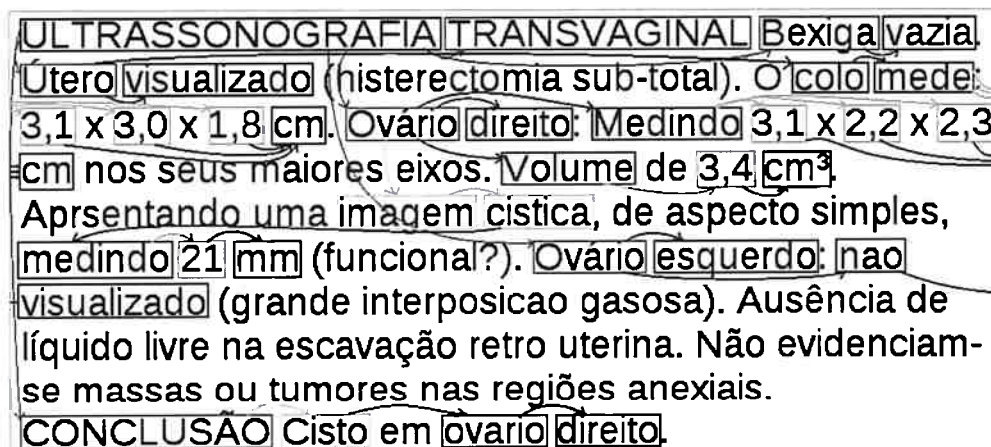 ULTRASSONOGRAFIA TRANSVAGINAL Bexiga vazia.
Útero visualizado (histerectomia sub-total). O colo mede:
3,1 x 3,0 x 1,8 cm. Ovário direito: Medindo 3,1 x 2,2 x 2,3
cm nos seus maiores eixos. Volume de 3,4 cm³.
Aprsentando uma imagem cistica, de aspecto simples,
medindo 21 mm (funcional?). Ovário esquerdo: nao
visualizado (grande interposicao gasosa). Ausência de
líquido livre na escavação retro uterina. Não evidenciam-
se massas ou tumores nas regiões anexiais.
CONCLUSÃO Cisto em ovario direito.